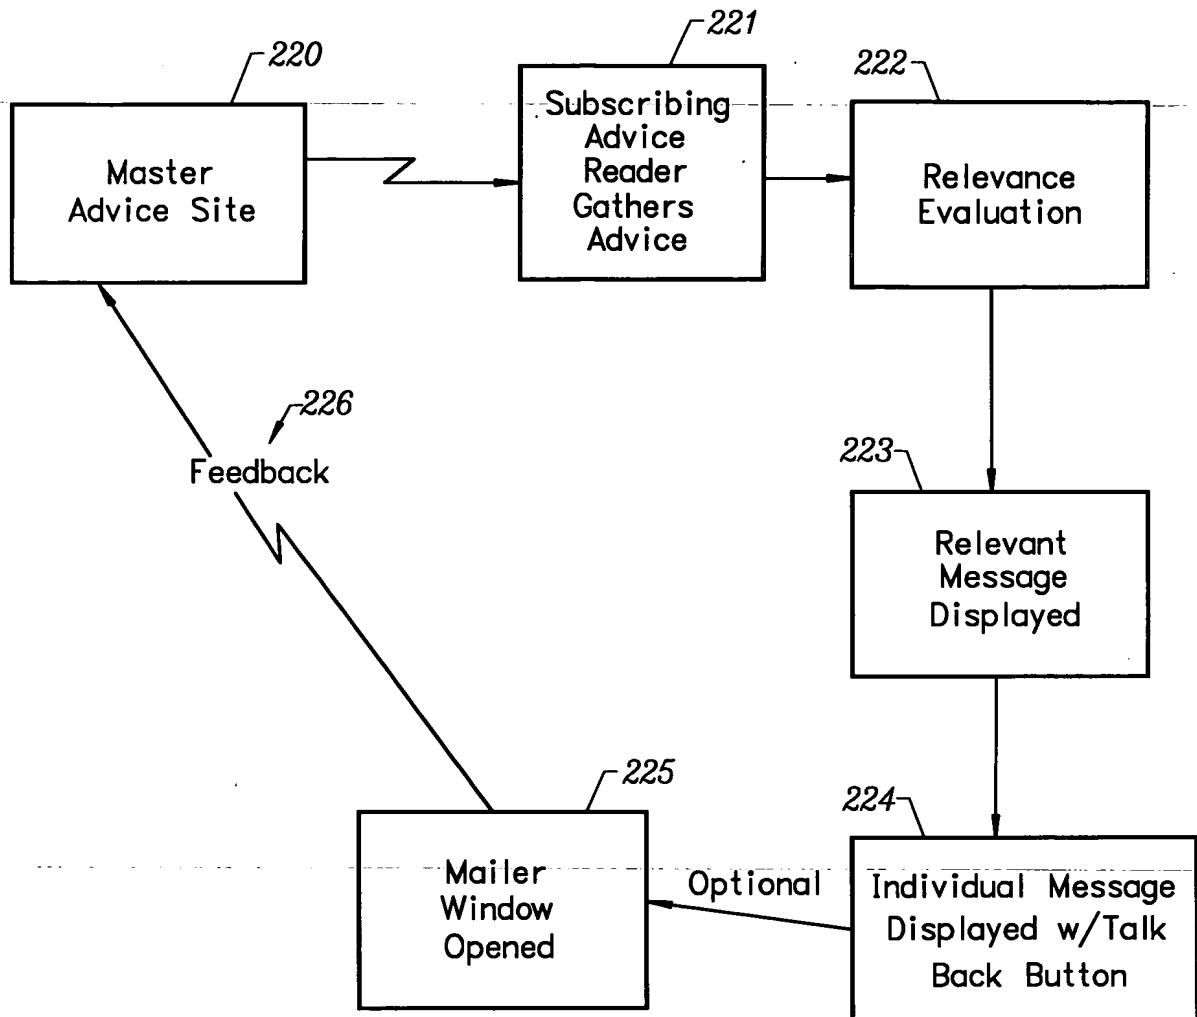 220
Master
Advice Site
221
Subscribing
Advice
Reader
Gathers
Advice
222
Relevance
Evaluation
223
Relevant
Message
Displayed
224
Individual Message
Displayed w/Talk
Back Button
Optional
225
Mailer
Window
Opened
226
Feedback